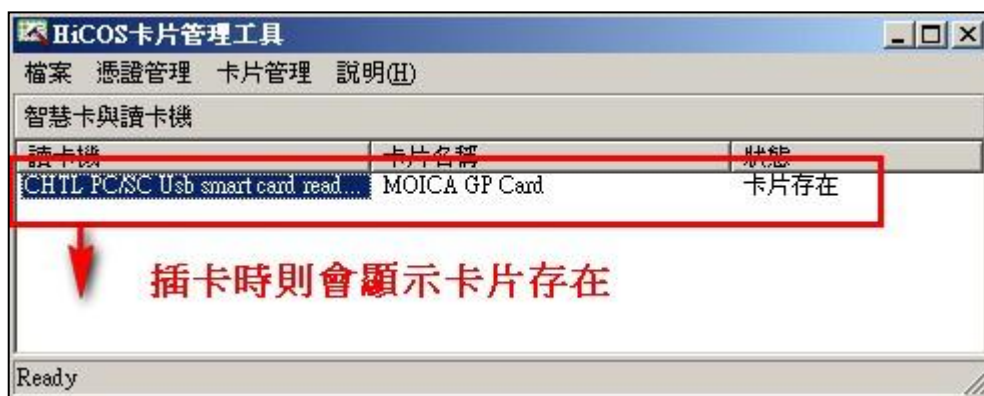 HiCOS卡片管理工具
檔案 憑證管理 卡片管理 說明(H)
智慧卡與讀卡機
讀卡機 卡片名稱 狀態
CHTL PC/SC Usb smart card read... MOICA GP Card 卡片存在
插卡時則會顯示卡片存在
Ready